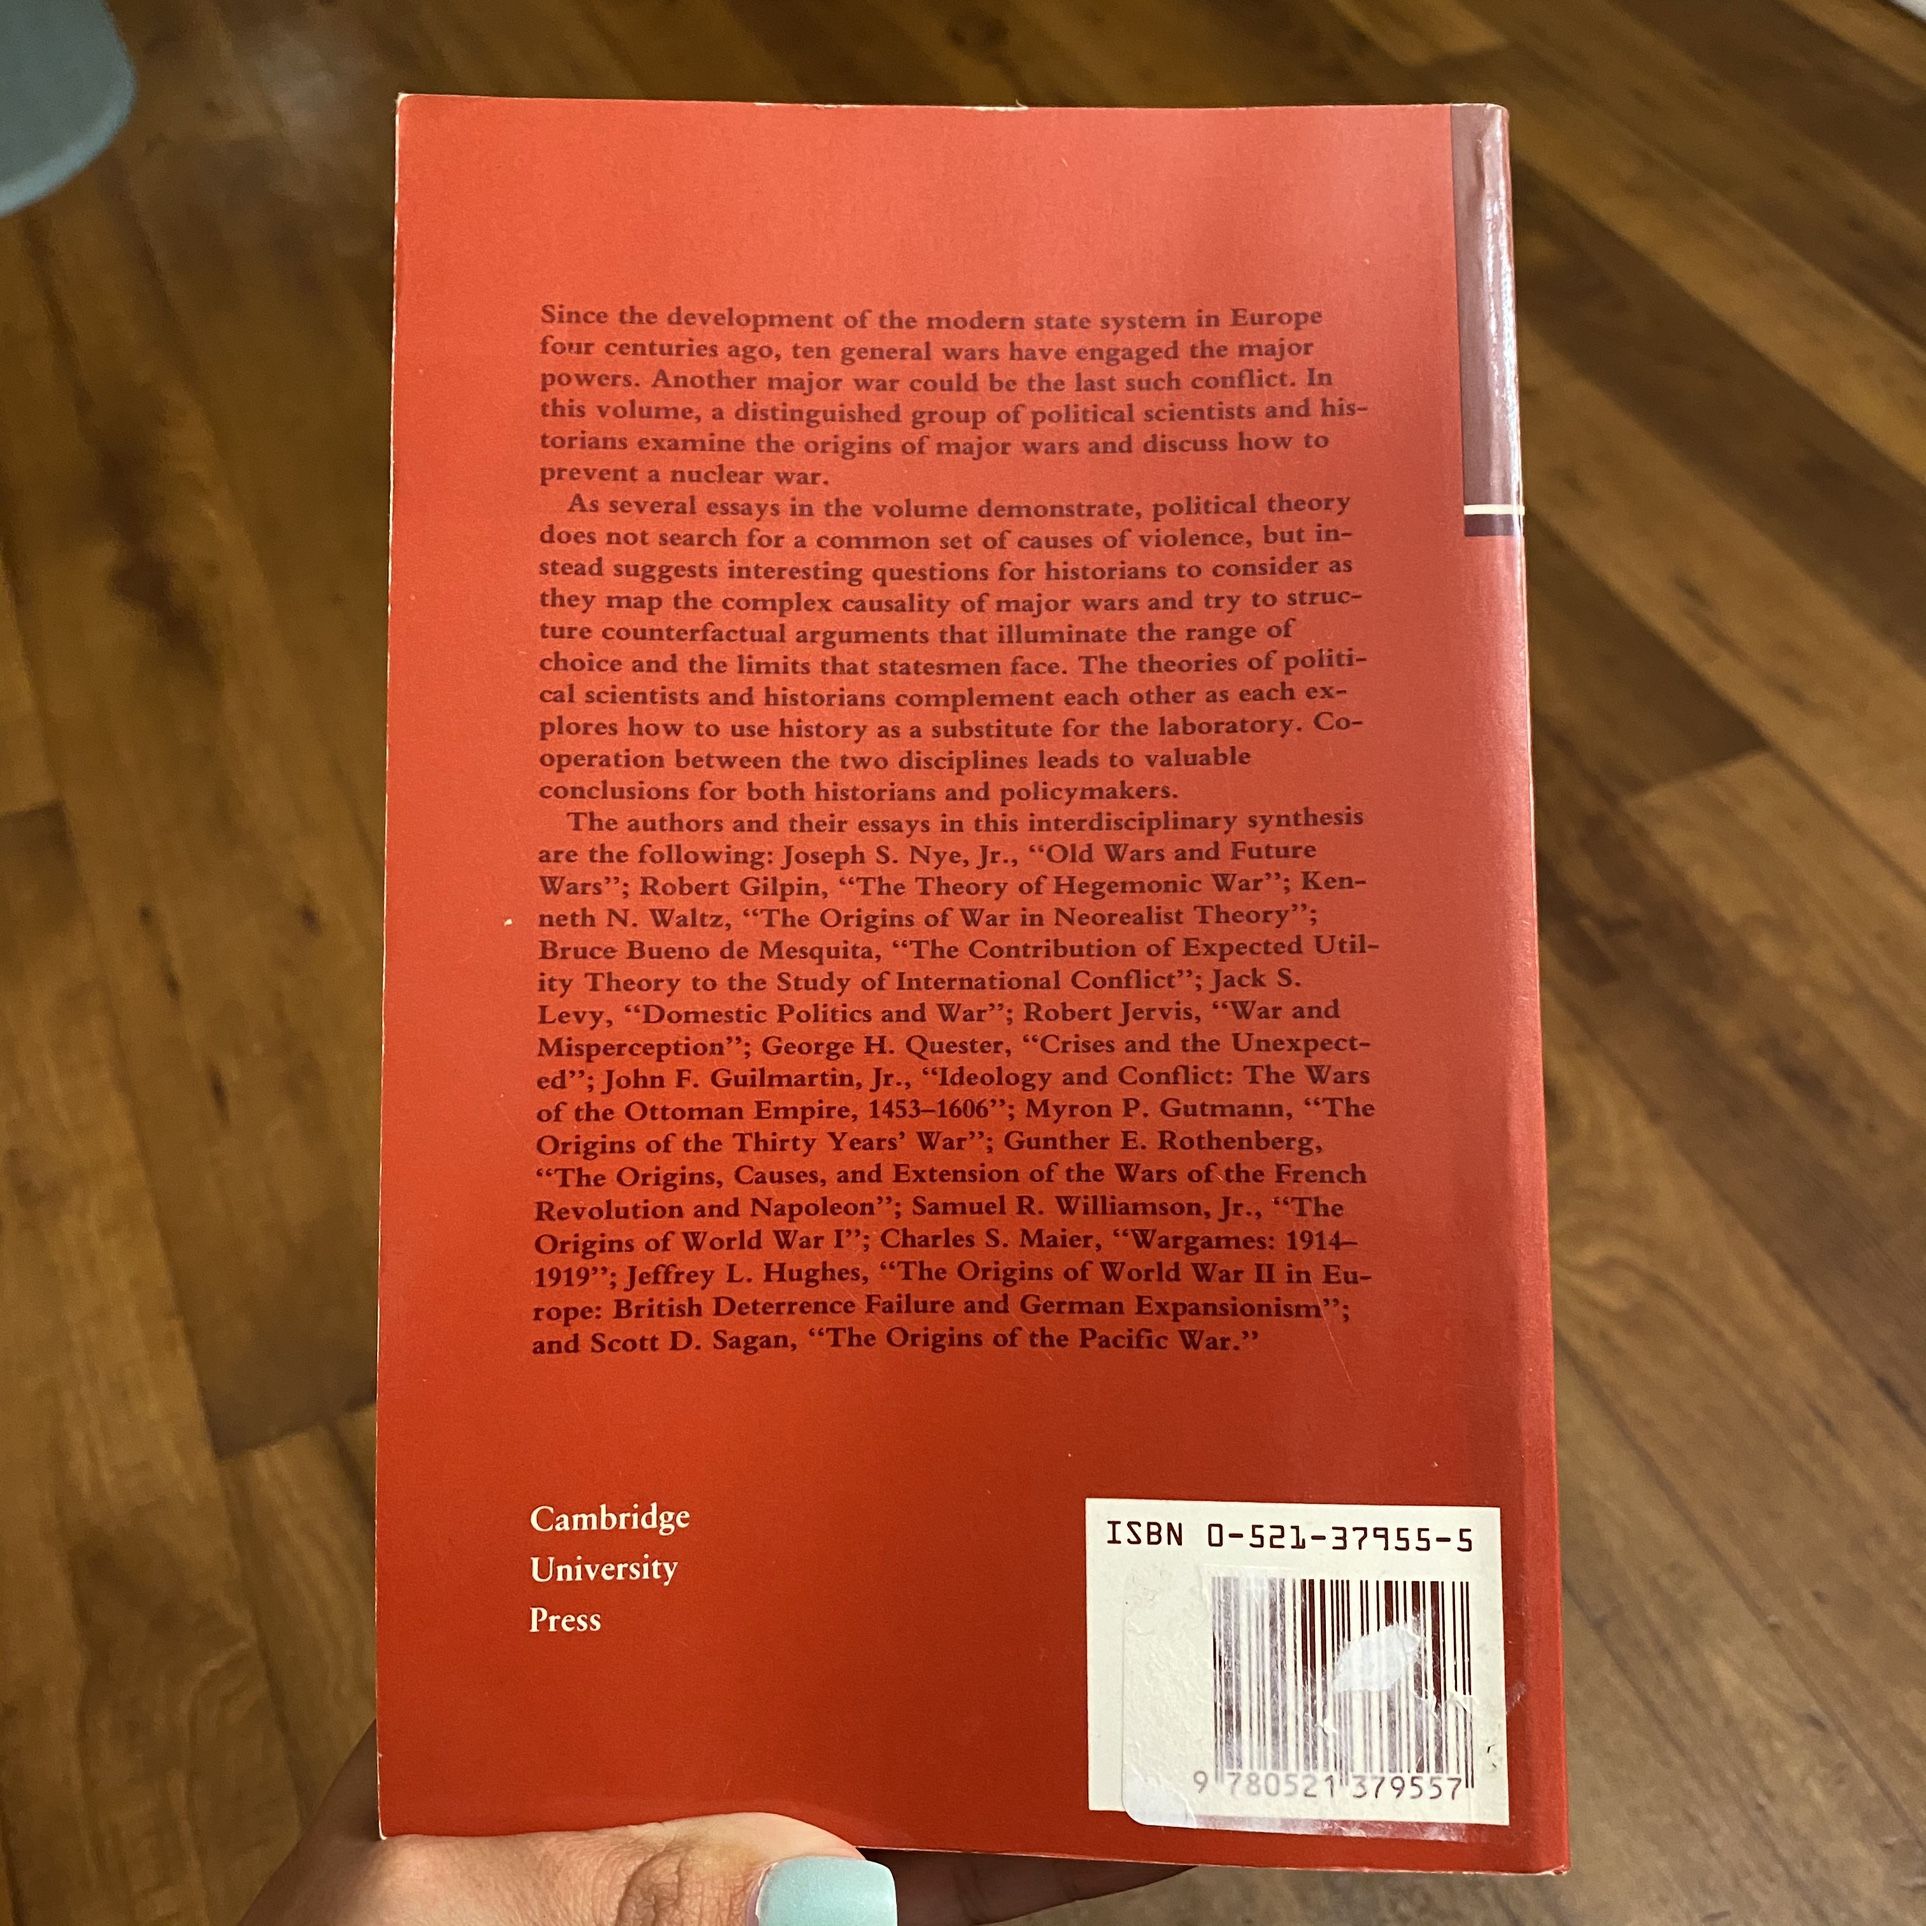 Since the development of the modern state system in Europe
four centuries ago, ten general wars have engaged the major
powers. Another major war could be the last such conflict. In
this volume, a distinguished group of political scientists and his-
torians examine the origins of major wars and discuss how to
prevent a nuclear war.
As several essays in the volume demonstrate, political theory
does not search for a common set of causes of violence, but in-
stead suggests interesting questions for historians to consider as
they map the complex causality of major wars and try to struc-
ture counterfactual arguments that illuminate the range of
choice and the limits that statesmen face. The theories of politi-
cal scientists and historians complement each other as each ex-
plores how to use history as a substitute for the laboratory. Co-
operation between the two disciplines leads to valuable
conclusions for both historians and policymakers.
The authors and their essays in this interdisciplinary synthesis
are the following: Joseph S. Nye, Jr., “Old Wars and Future
Wars”; Robert Gilpin, “The Theory of Hegemonic War”; Ken-
neth N. Waltz, “The Origins of War in Neorealist Theory”;
Bruce Bueno de Mesquita, “The Contribution of Expected Util-
ity Theory to the Study of International Conflict”; Jack S.
Levy, “Domestic Politics and War”; Robert Jervis, “War and
Misperception”; George H. Quester, “Crises and the Unexpect-
ed”; John F. Guilmartin, Jr., “Ideology and Conflict: The Wars
of the Ottoman Empire, 1453–1606”; Myron P. Gutmann, “The
Origins of the Thirty Years’ War”; Gunther E. Rothenberg,
“The Origins, Causes, and Extension of the Wars of the French
Revolution and Napoleon”; Samuel R. Williamson, Jr., “The
Origins of World War I”; Charles S. Maier, “Wargames: 1914–
1919”; Jeffrey L. Hughes, “The Origins of World War II in Eu-
rope: British Deterrence Failure and German Expansionism”;
and Scott D. Sagan, “The Origins of the Pacific War.”
Cambridge
University
Press
ISBN 0-521-37955-5
9 780521 379557